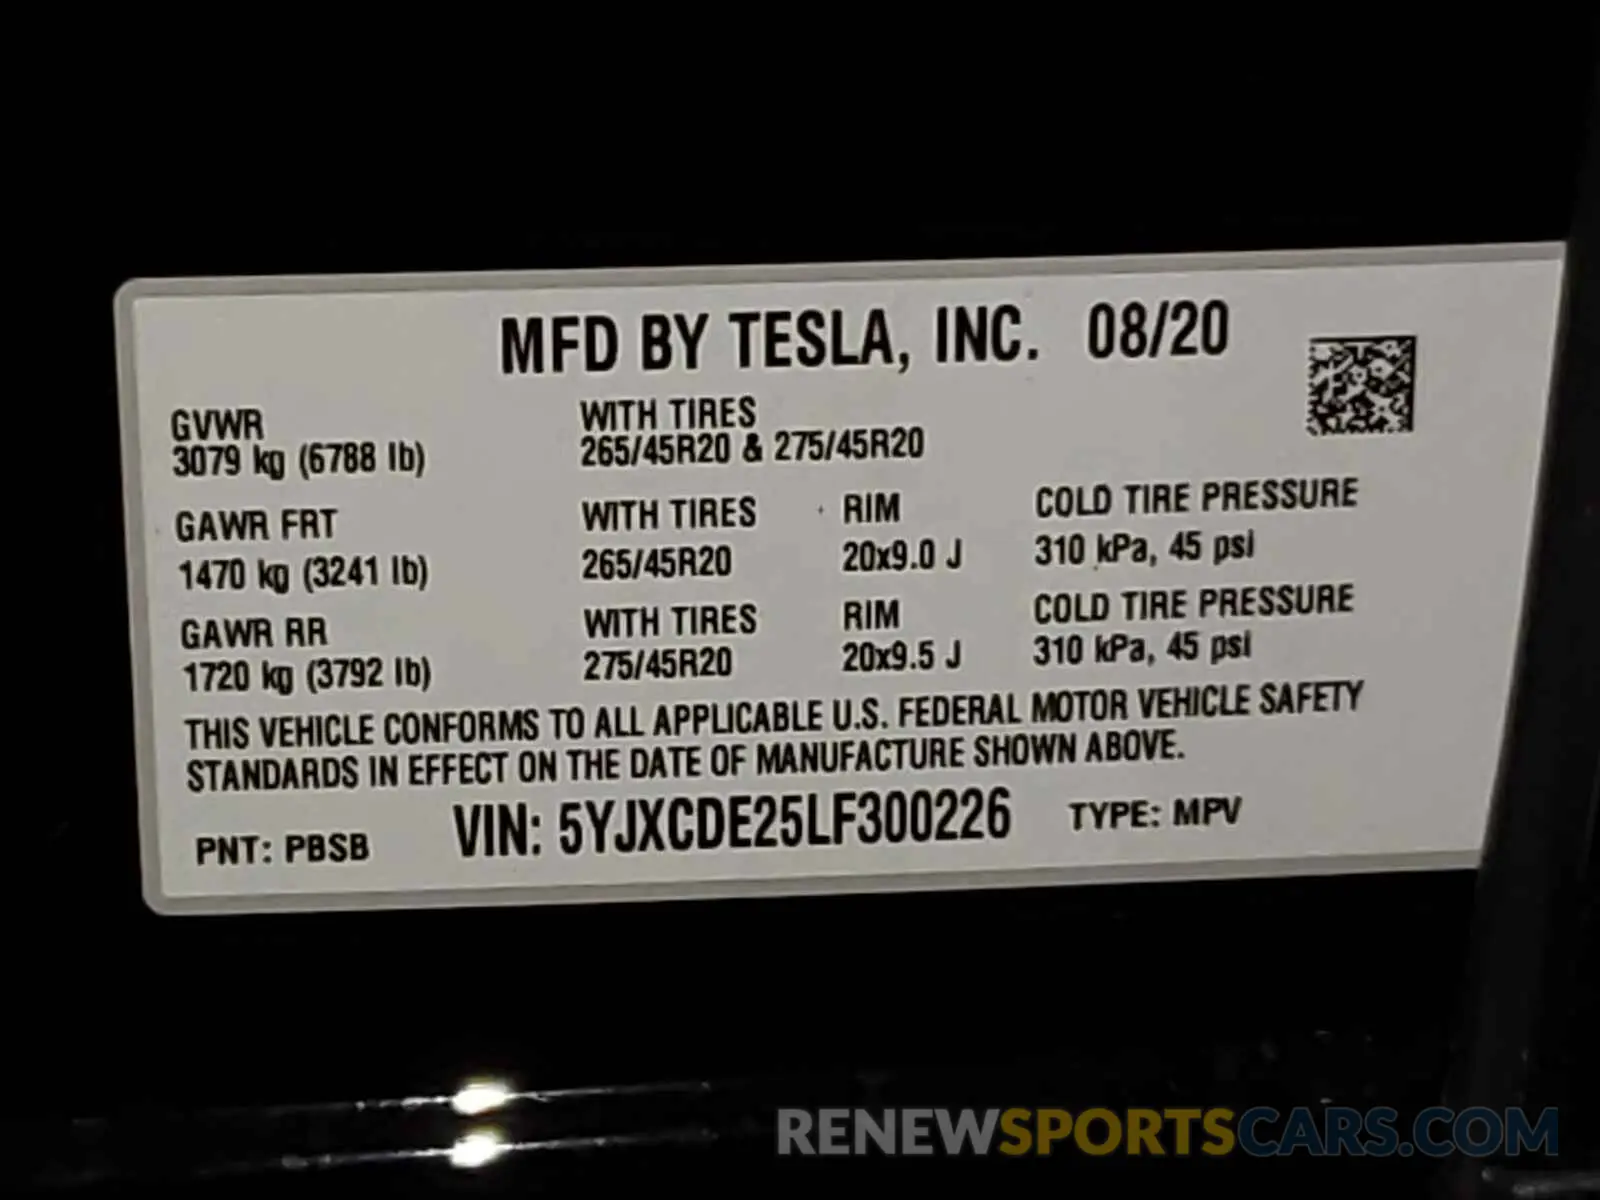 MFD BY TESLA, INC. 08/20
GVWR
3079 kg (6788 lb)
WITH TIRES
265/45R20 & 275/45R20
GAWR FRT WITH TIRES RIM COLD TIRE PRESSURE
1470 kg (3241 lb) 265/45R20 20x9.0 J 310 kPa, 45 psi
GAWR RR WITH TIRES RIM COLD TIRE PRESSURE
1720 kg (3792 lb) 275/45R20 20x9.5 J 310 kPa, 45 psi
THIS VEHICLE CONFORMS TO ALL APPLICABLE U.S. FEDERAL MOTOR VEHICLE SAFETY
STANDARDS IN EFFECT ON THE DATE OF MANUFACTURE SHOWN ABOVE.
PNT: PBSB VIN: 5YJXCDE25LF300226 TYPE: MPV
RENEWSPORTSCARS.COM